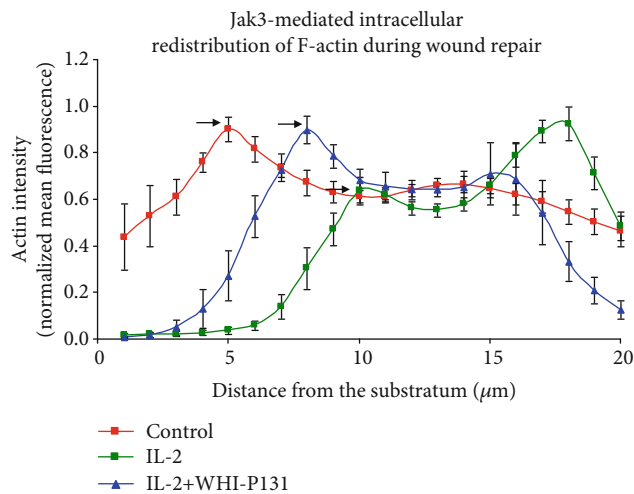 Jak3-mediated intracellular
redistribution of F-actin during wound repair
Actin intensity
(normalized mean fluorescence)
1.2
1.0
0.8
0.6
0.4
0.2
0.0
0 5 10 15 20
Distance from the substratum (μm)
Control
IL-2
IL-2+WHI-P131